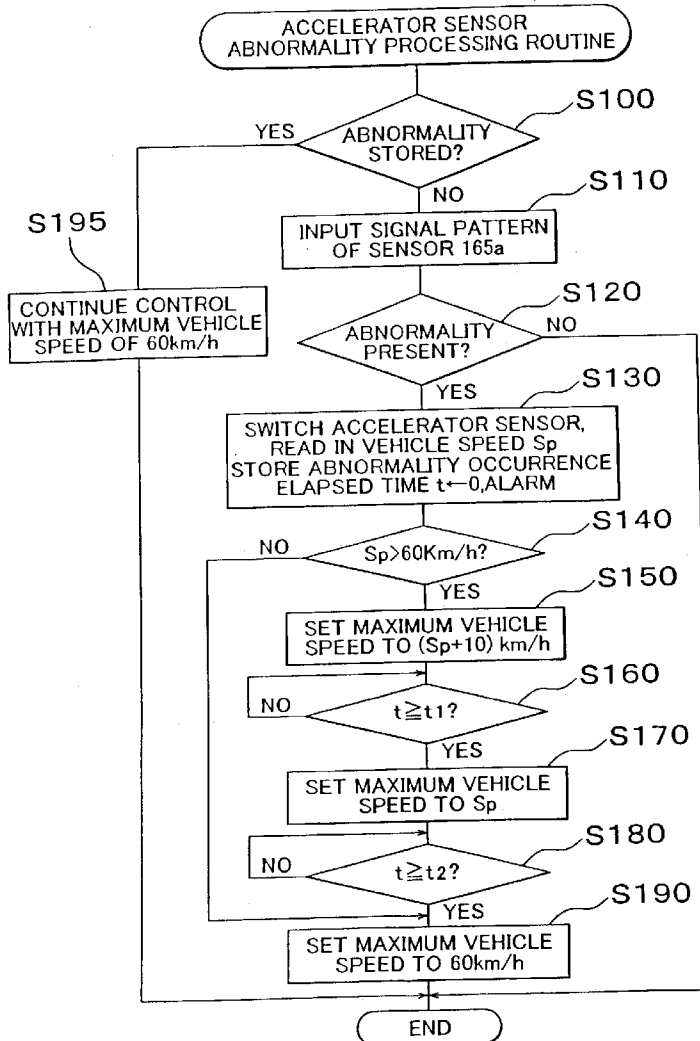 ACCELERATOR SENSOR
ABNORMALITY PROCESSING ROUTINE
S100
YES
ABNORMALITY
STORED?
NO
S110
S195
INPUT SIGNAL PATTERN
OF SENSOR 165a
CONTINUE CONTROL
WITH MAXIMUM VEHICLE
SPEED OF 60km/h
S120
ABNORMALITY
PRESENT?
NO
YES
S130
SWITCH ACCELERATOR SENSOR,
READ IN VEHICLE SPEED Sp
STORE ABNORMALITY OCCURRENCE
ELAPSED TIME t←0,ALARM
S140
NO
Sp>60Km/h?
YES
S150
SET MAXIMUM VEHICLE
SPEED TO (Sp+10) km/h
S160
NO
t≧t1?
YES
S170
SET MAXIMUM VEHICLE
SPEED TO Sp
S180
NO
t≧t2?
YES
S190
SET MAXIMUM VEHICLE
SPEED TO 60km/h
END